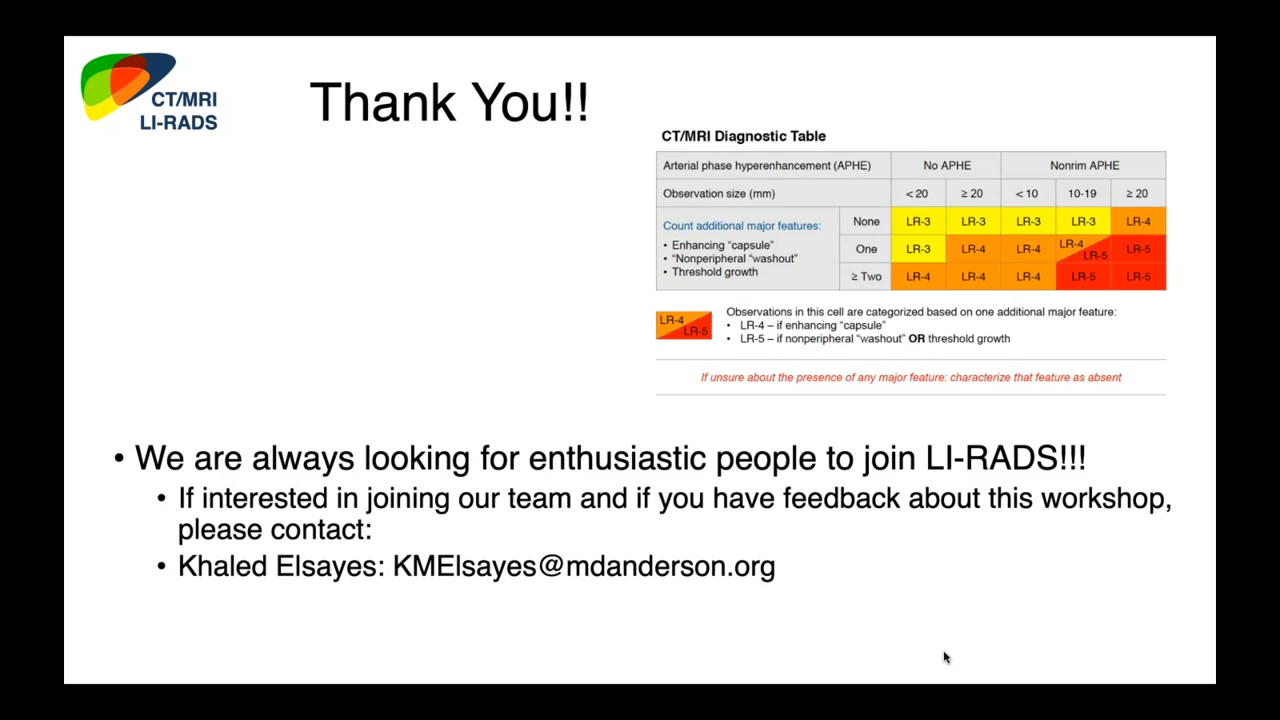 CT/MRI
LI-RADS
Thank You!!
CT/MRI Diagnostic Table
Arterial phase hyperenhancement (APHE) No APHE Nonrim APHE
Observation size (mm) < 20 ≥ 20 < 10 10-19 ≥ 20
Count additional major features:
• Enhancing “capsule”
• “Nonperipheral “washout”
• Threshold growth
None LR-3 LR-3 LR-3 LR-3 LR-4
One LR-3 LR-4 LR-4 LR-4 LR-5 LR-5
≥ Two LR-4 LR-4 LR-4 LR-5 LR-5
LR-4
LR-5
Observations in this cell are categorized based on one additional major feature:
• LR-4 – if enhancing “capsule”
• LR-5 – if nonperipheral “washout” OR threshold growth
If unsure about the presence of any major feature: characterize that feature as absent
• We are always looking for enthusiastic people to join LI-RADS!!!
• If interested in joining our team and if you have feedback about this workshop,
please contact:
• Khaled Elsayes: KMElsayes@mdanderson.org